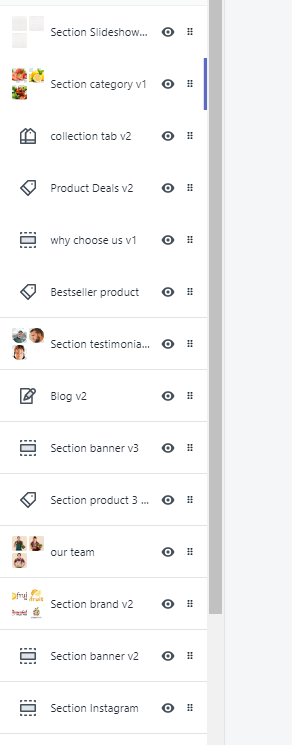 Section Slideshow...
Section category v1
collection tab v2
Product Deals v2
why choose us v1
Bestseller product
Section testimonia...
Blog v2
Section banner v3
Section product 3 ...
our team
Section brand v2
Section banner v2
Section Instagram